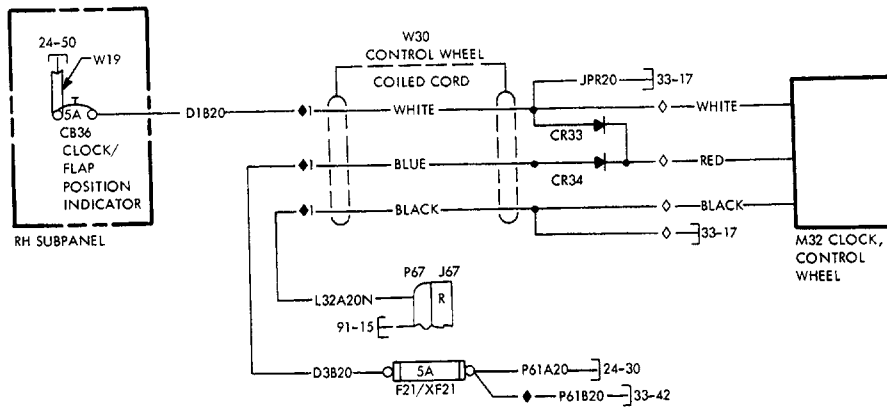 24-50
W19
5A
CB36
CLOCK/
FLAP
POSITION
INDICATOR
RH SUBPANEL
D1B20
W30
CONTROL WHEEL
COILED CORD
1
WHITE
JPR20
33-17
WHITE
CR33
1
BLUE
CR34
RED
1
BLACK
BLACK
33-17
M32 CLOCK,
CONTROL
WHEEL
P67 J67
L32A20N
R
91-15
D3B20
5A
F21/XF21
P61A20
24-30
P61B20
33-42